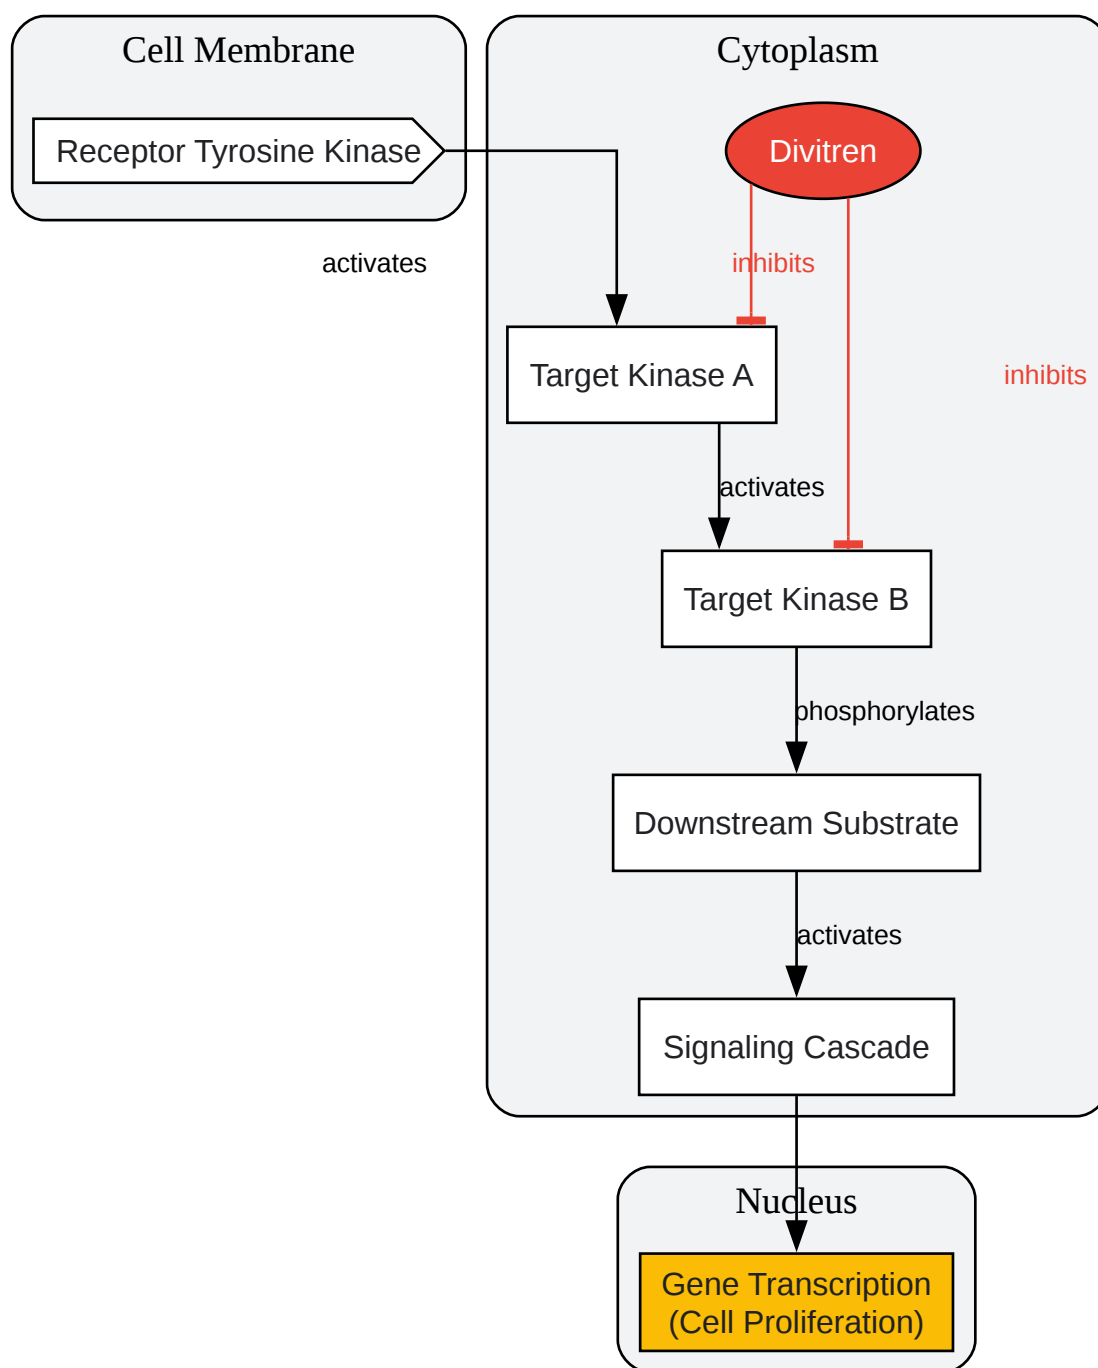 Cell Membrane
Cytoplasm
Receptor Tyrosine Kinase
Divitren
activates
inhibits
Target Kinase A
inhibits
activates
Target Kinase B
phosphorylates
Downstream Substrate
activates
Signaling Cascade
Nucleus
Gene Transcription
(Cell Proliferation)